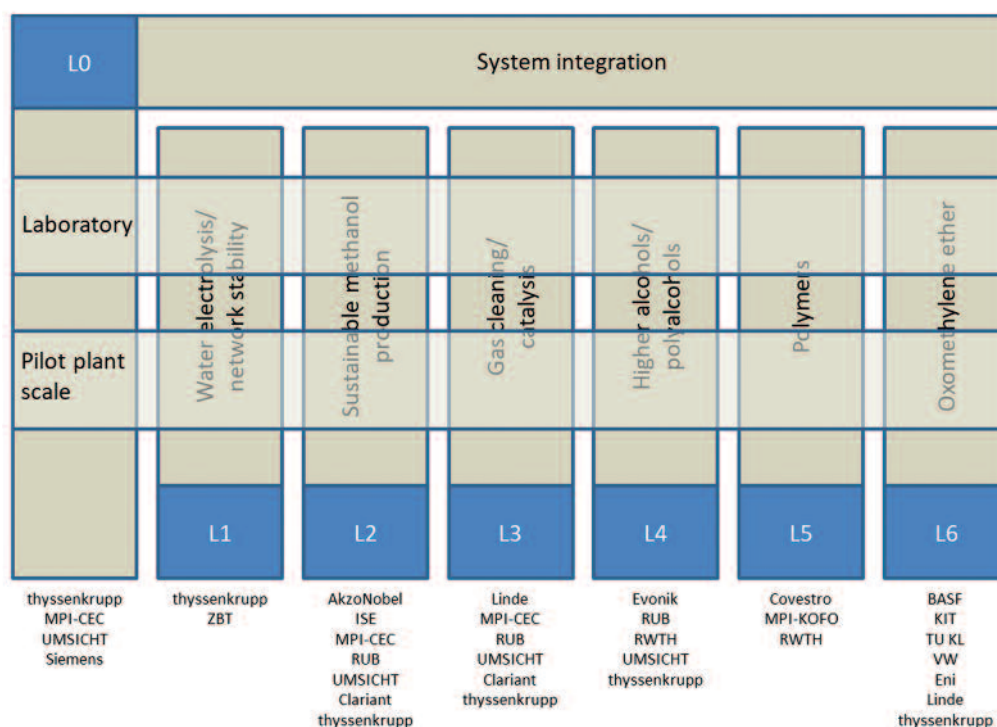 L0
System integration
Laboratory
Pilot plant
scale
Water electrolysis/
network stability
Sustainable methanol
production
Gas cleaning/
catalysis
Higher alcohols/
polyalcohols
Polymers
Oxomethylene ether
L1
L2
L3
L4
L5
L6
thyssenkrupp
MPI-CEC
UMSICHT
Siemens
thyssenkrupp
ZBT
AkzoNobel
ISE
MPI-CEC
RUB
UMSICHT
Clariant
thyssenkrupp
Linde
MPI-CEC
RUB
UMSICHT
Clariant
thyssenkrupp
Evonik
RUB
RWTH
UMSICHT
thyssenkrupp
Covestro
MPI-KOFO
RWTH
BASF
KIT
TU KL
VW
Eni
Linde
thyssenkrupp